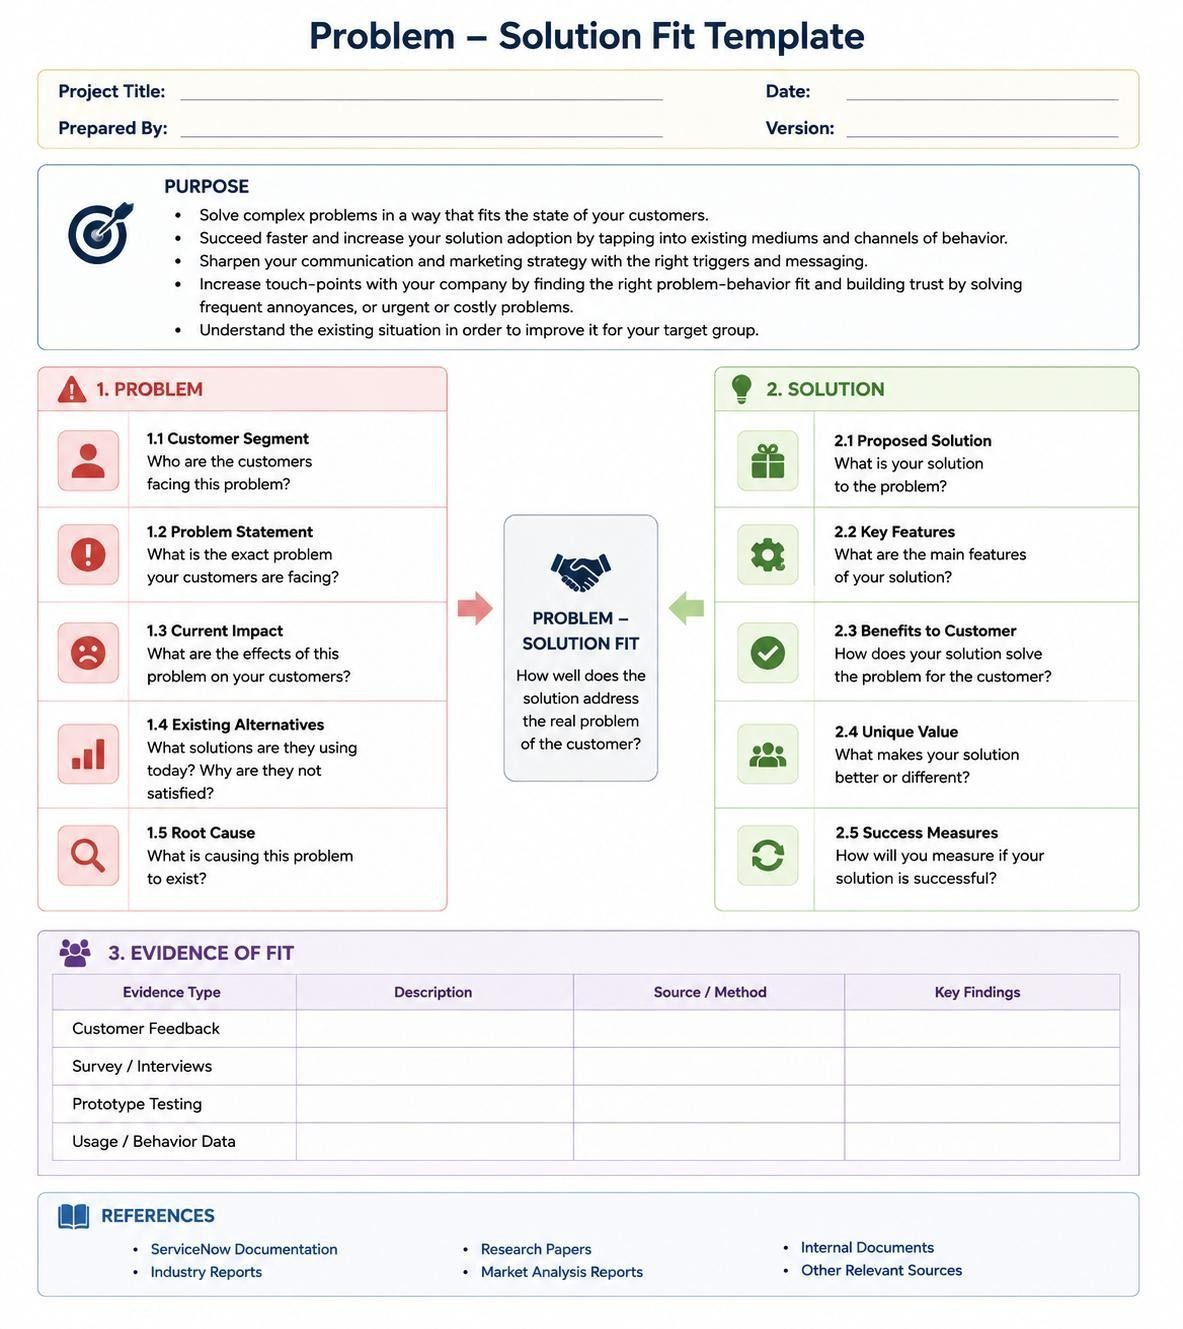 Problem – Solution Fit Template
Project Title:
Date:
Prepared By:
Version:
PURPOSE
• Solve complex problems in a way that fits the state of your customers.
• Succeed faster and increase your solution adoption by tapping into existing mediums and channels of behavior.
• Sharpen your communication and marketing strategy with the right triggers and messaging.
• Increase touch-points with your company by finding the right problem-behavior fit and building trust by solving
frequent annoyances, or urgent or costly problems.
• Understand the existing situation in order to improve it for your target group.
1. PROBLEM
1.1 Customer Segment
Who are the customers
facing this problem?
1.2 Problem Statement
What is the exact problem
your customers are facing?
1.3 Current Impact
What are the effects of this
problem on your customers?
1.4 Existing Alternatives
What solutions are they using
today? Why are they not
satisfied?
1.5 Root Cause
What is causing this problem
to exist?
PROBLEM –
SOLUTION FIT
How well does the
solution address
the real problem
of the customer?
2. SOLUTION
2.1 Proposed Solution
What is your solution
to the problem?
2.2 Key Features
What are the main features
of your solution?
2.3 Benefits to Customer
How does your solution solve
the problem for the customer?
2.4 Unique Value
What makes your solution
better or different?
2.5 Success Measures
How will you measure if your
solution is successful?
3. EVIDENCE OF FIT
Evidence Type
Description
Source / Method
Key Findings
Customer Feedback
Survey / Interviews
Prototype Testing
Usage / Behavior Data
REFERENCES
• ServiceNow Documentation
• Industry Reports
• Research Papers
• Market Analysis Reports
• Internal Documents
• Other Relevant Sources